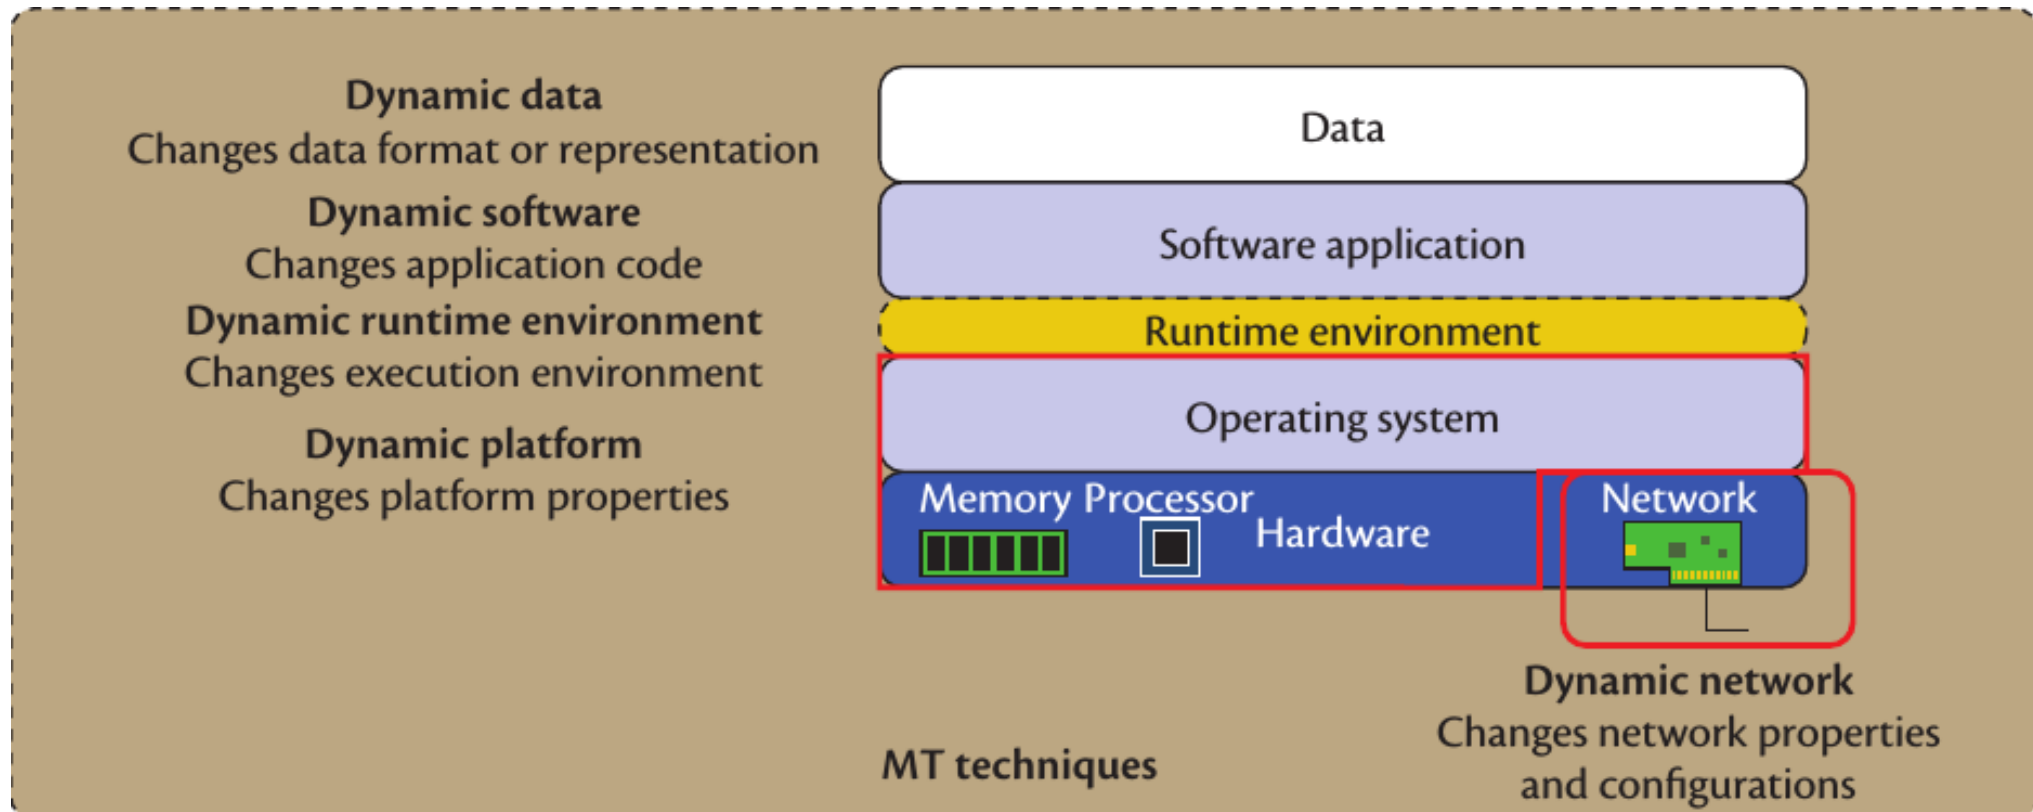 Dynamic data
Changes data format or representation
Dynamic software
Changes application code
Dynamic runtime environment
Changes execution environment
Dynamic platform
Changes platform properties
Data
Software application
Runtime environment
Operating system
Memory Processor
Hardware
Network
Dynamic network
Changes network properties
and configurations
MT techniques